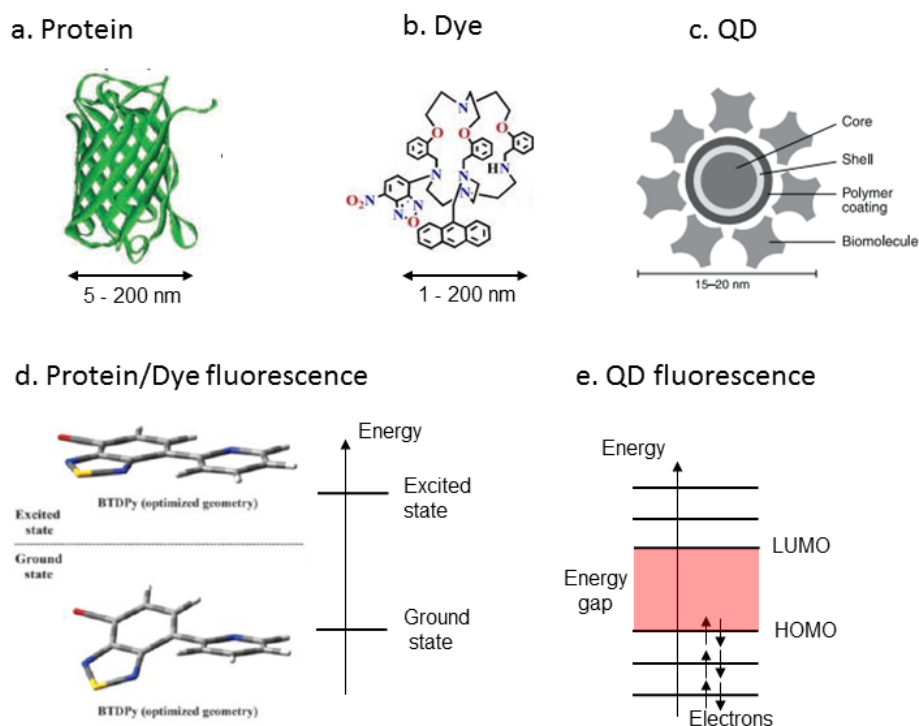 a. Protein
b. Dye
c. QD
N
O
O
O
N
N
H
N
N
O₂N
N
N
O
Core
Shell
Polymer
coating
Biomolecule
5 - 200 nm
1 - 200 nm
15–20 nm
d. Protein/Dye fluorescence
e. QD fluorescence
BTDPy (optimized geometry)
Excited
state
Ground
state
BTDPy (optimized geometry)
Energy
Excited
state
Ground
state
Energy
LUMO
Energy
gap
HOMO
Electrons